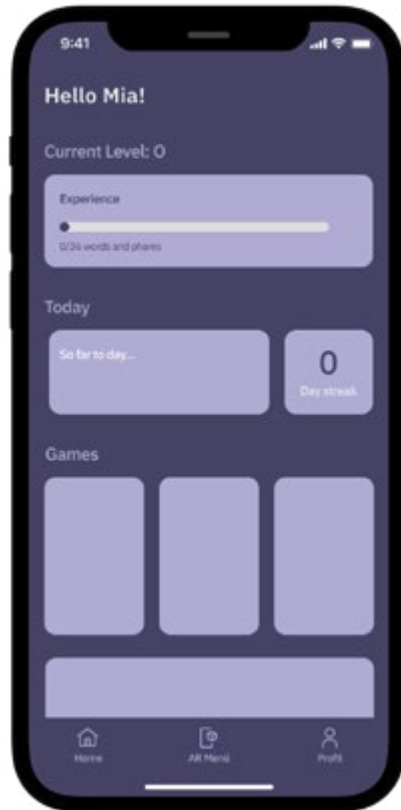 9:41
Hello Mia!
Current Level: 0
Experience
0/24 words and phares
Today
So far to day...
0
Day streak
Games
Home
AR Menü
Profil